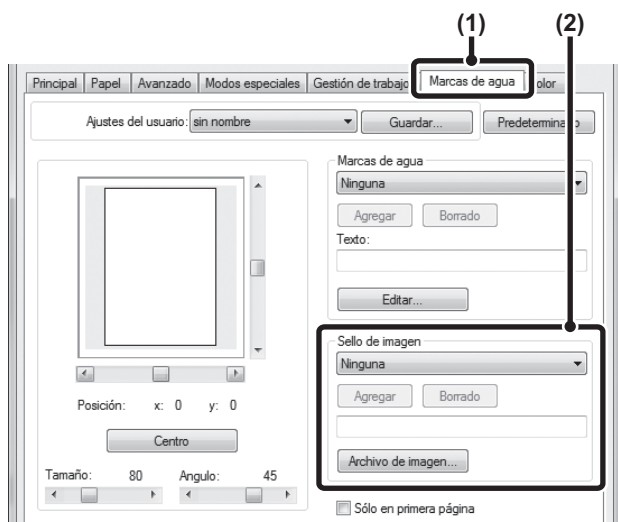 (1) (2)
Principal Papel Avanzado Modos especiales Gestión de trabajo Marcas de agua olor
Ajustes del usuario: sin nombre Guardar... Predetermina o
Marcas de agua
Ninguna
Agregar Borrado
Texto:
Editar...
Sello de imagen
Ninguna
Agregar Borrado
Archivo de imagen...
Posición: x: 0 y: 0
Centro
Tamaño: 80 Angulo: 45
Sólo en primera página